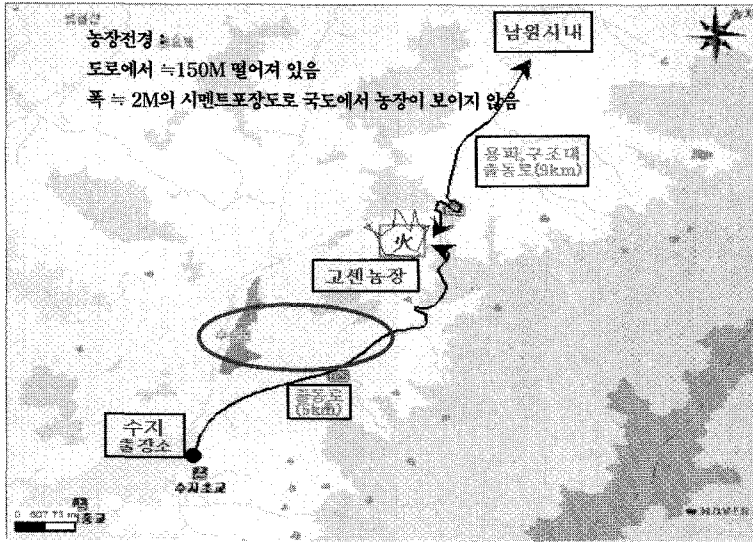 농장전경 :
도로에서 ≒150M 떨어져 있음
폭 ≒ 2M의 시멘트포장도로 국도에서 농장이 보이지 않음
남원시내
용파,구조대
출동로(9km)
火
고센농장
출동로
(5km)
수지
출장소
수지초교